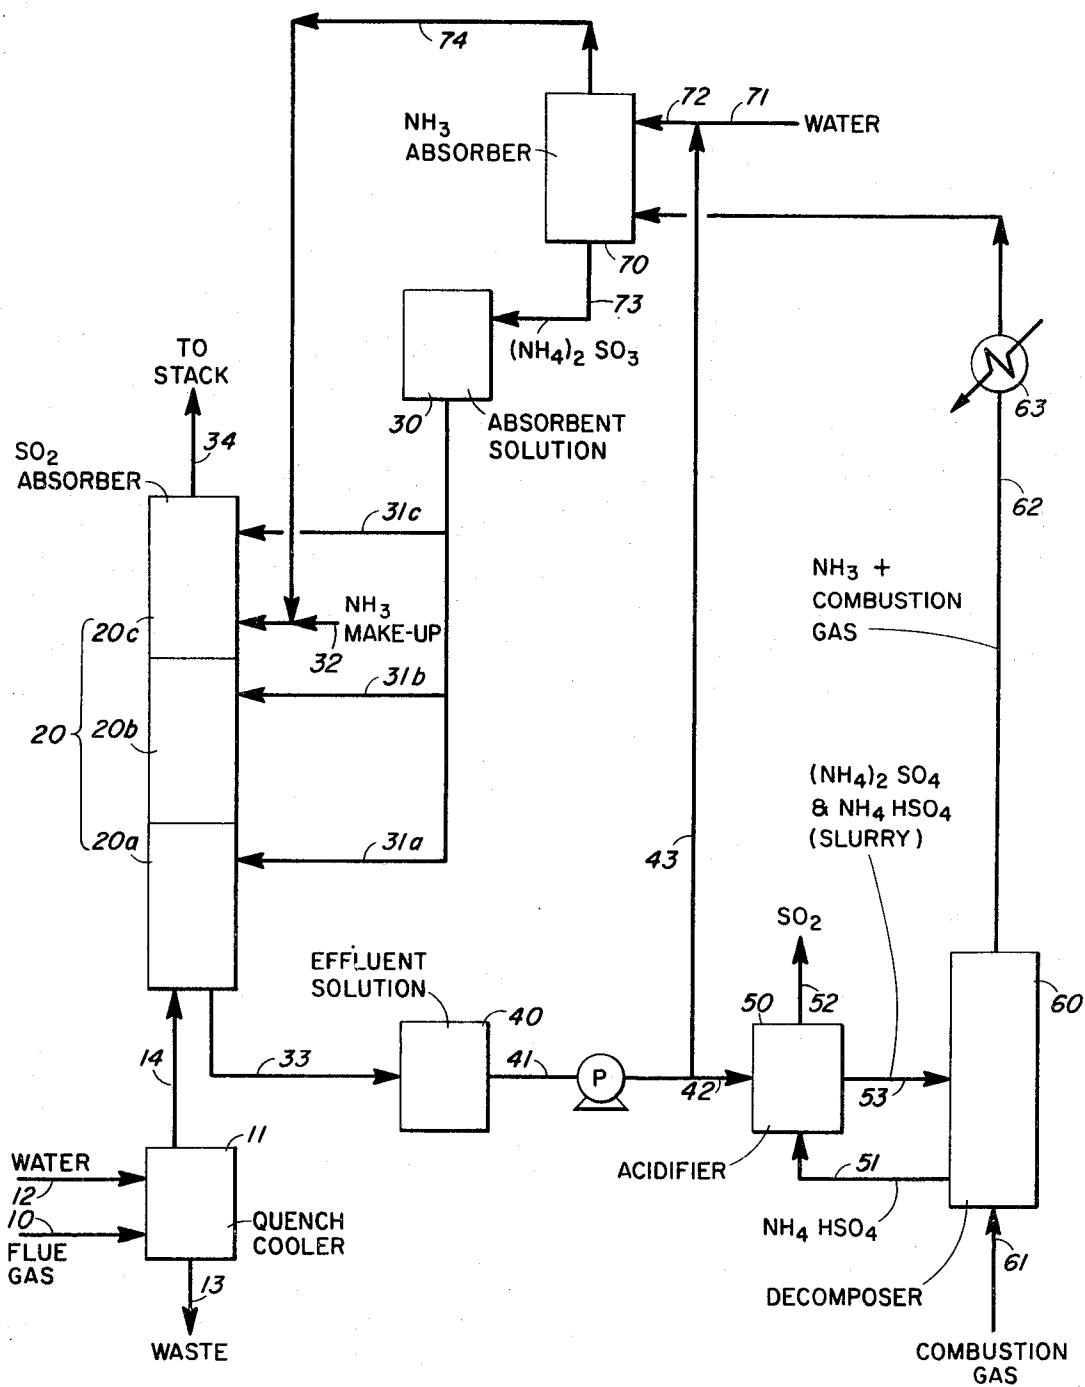 74
NH3
ABSORBER
72
71
WATER
70
73
(NH4)2 SO3
30
ABSORBENT
SOLUTION
63
TO
STACK
34
SO2
ABSORBER
31c
62
NH3 +
COMBUSTION
GAS
NH3
MAKE-UP
32
20c
31b
20
20b
20a
31a
43
(NH4)2 SO4
& NH4 HSO4
(SLURRY)
SO2
52
EFFLUENT
SOLUTION
40
50
60
14
33
41
P
42
53
11
ACIDIFIER
51
NH4 HSO4
WATER
12
10
FLUE
GAS
QUENCH
COOLER
13
WASTE
61
DECOMPOSER
COMBUSTION
GAS